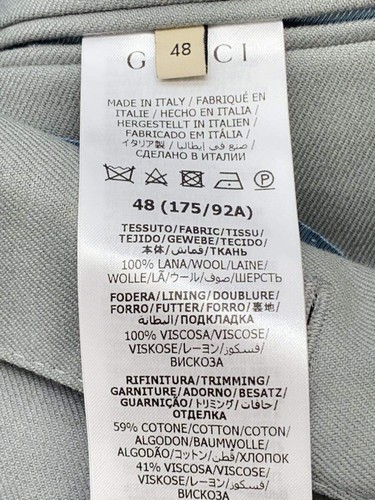 48
G CI
MADE IN ITALY / FABRIQUÉ EN
ITALIE / HECHO EN ITALIA /
HERGESTELLT IN ITALIEN /
FABRICADO EM ITÁLIA /
イタリア製 / صنع في إيطاليا /
СДЕЛАНО В ИТАЛИИ
P
48 (175/92A)
TESSUTO/FABRIC/TISSU/
TEJIDO/GEWEBE/TECIDO/
本体/قماش/ТКАНЬ
100% LANA/WOOL/LAINE/
WOLLE/LÃ/ウール/صوف/ШЕРСТЬ
FODERA/LINING/DOUBLURE/
FORRO/FUTTER/FORRO/裏地/
البطانة/ПОДКЛАДКА
100% VISCOSA/VISCOSE/
VISKOSE/レーヨン/فسكوز/
ВИСКОЗА
RIFINITURA/TRIMMING/
GARNITURE/ADORNO/BESATZ/
GUARNIÇÃO/トリミング/حافات/
ОТДЕЛКА
59% COTONE/COTTON/COTON/
ALGODON/BAUMWOLLE/
ALGODÃO/コットン/قطن/ХЛОПОК
41% VISCOSA/VISCOSE/
VISKOSE/レーヨン/فسكوز/
ВИСКОЗА